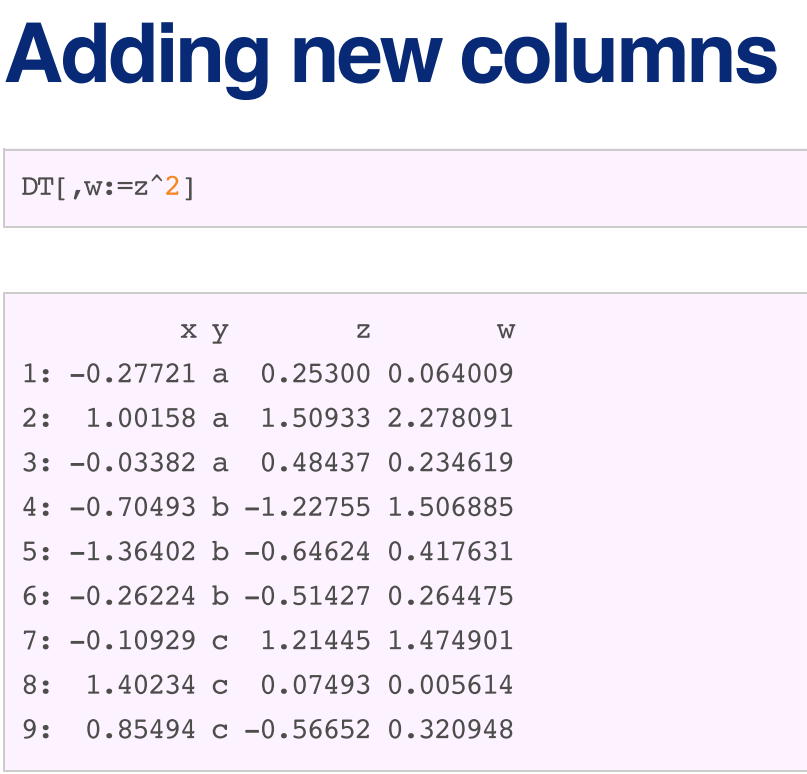 Adding new columns
DT[,w:=z^2]
x y z w
1: -0.27721 a 0.25300 0.064009
2: 1.00158 a 1.50933 2.278091
3: -0.03382 a 0.48437 0.234619
4: -0.70493 b -1.22755 1.506885
5: -1.36402 b -0.64624 0.417631
6: -0.26224 b -0.51427 0.264475
7: -0.10929 c 1.21445 1.474901
8: 1.40234 c 0.07493 0.005614
9: 0.85494 c -0.56652 0.320948